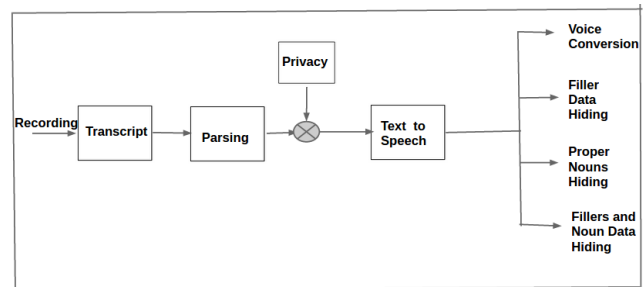 Recording
Transcript
Parsing
Privacy
Text to
Speech
Voice
Conversion
Filler
Data
Hiding
Proper
Nouns
Hiding
Fillers and
Noun Data
Hiding